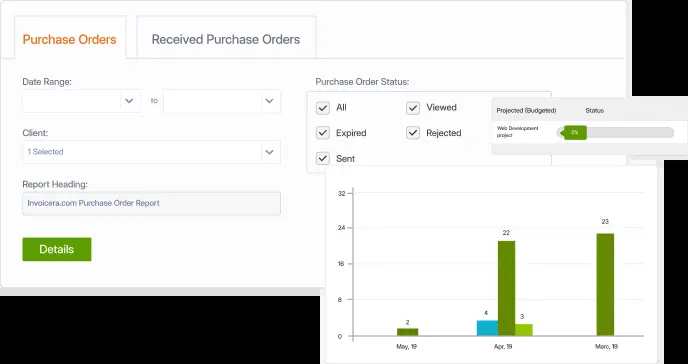 Purchase Orders
Received Purchase Orders
Date Range:
to
Client:
1 Selected
Report Heading:
Invoicera.com Purchase Order Report
Details
Purchase Order Status:
All
Viewed
Expired
Rejected
Sent
Projected (Budgeted)
Status
Web Development
project
0%
32
24
16
8
0
2
4
22
3
23
May, 19
Apr, 19
Marc, 19